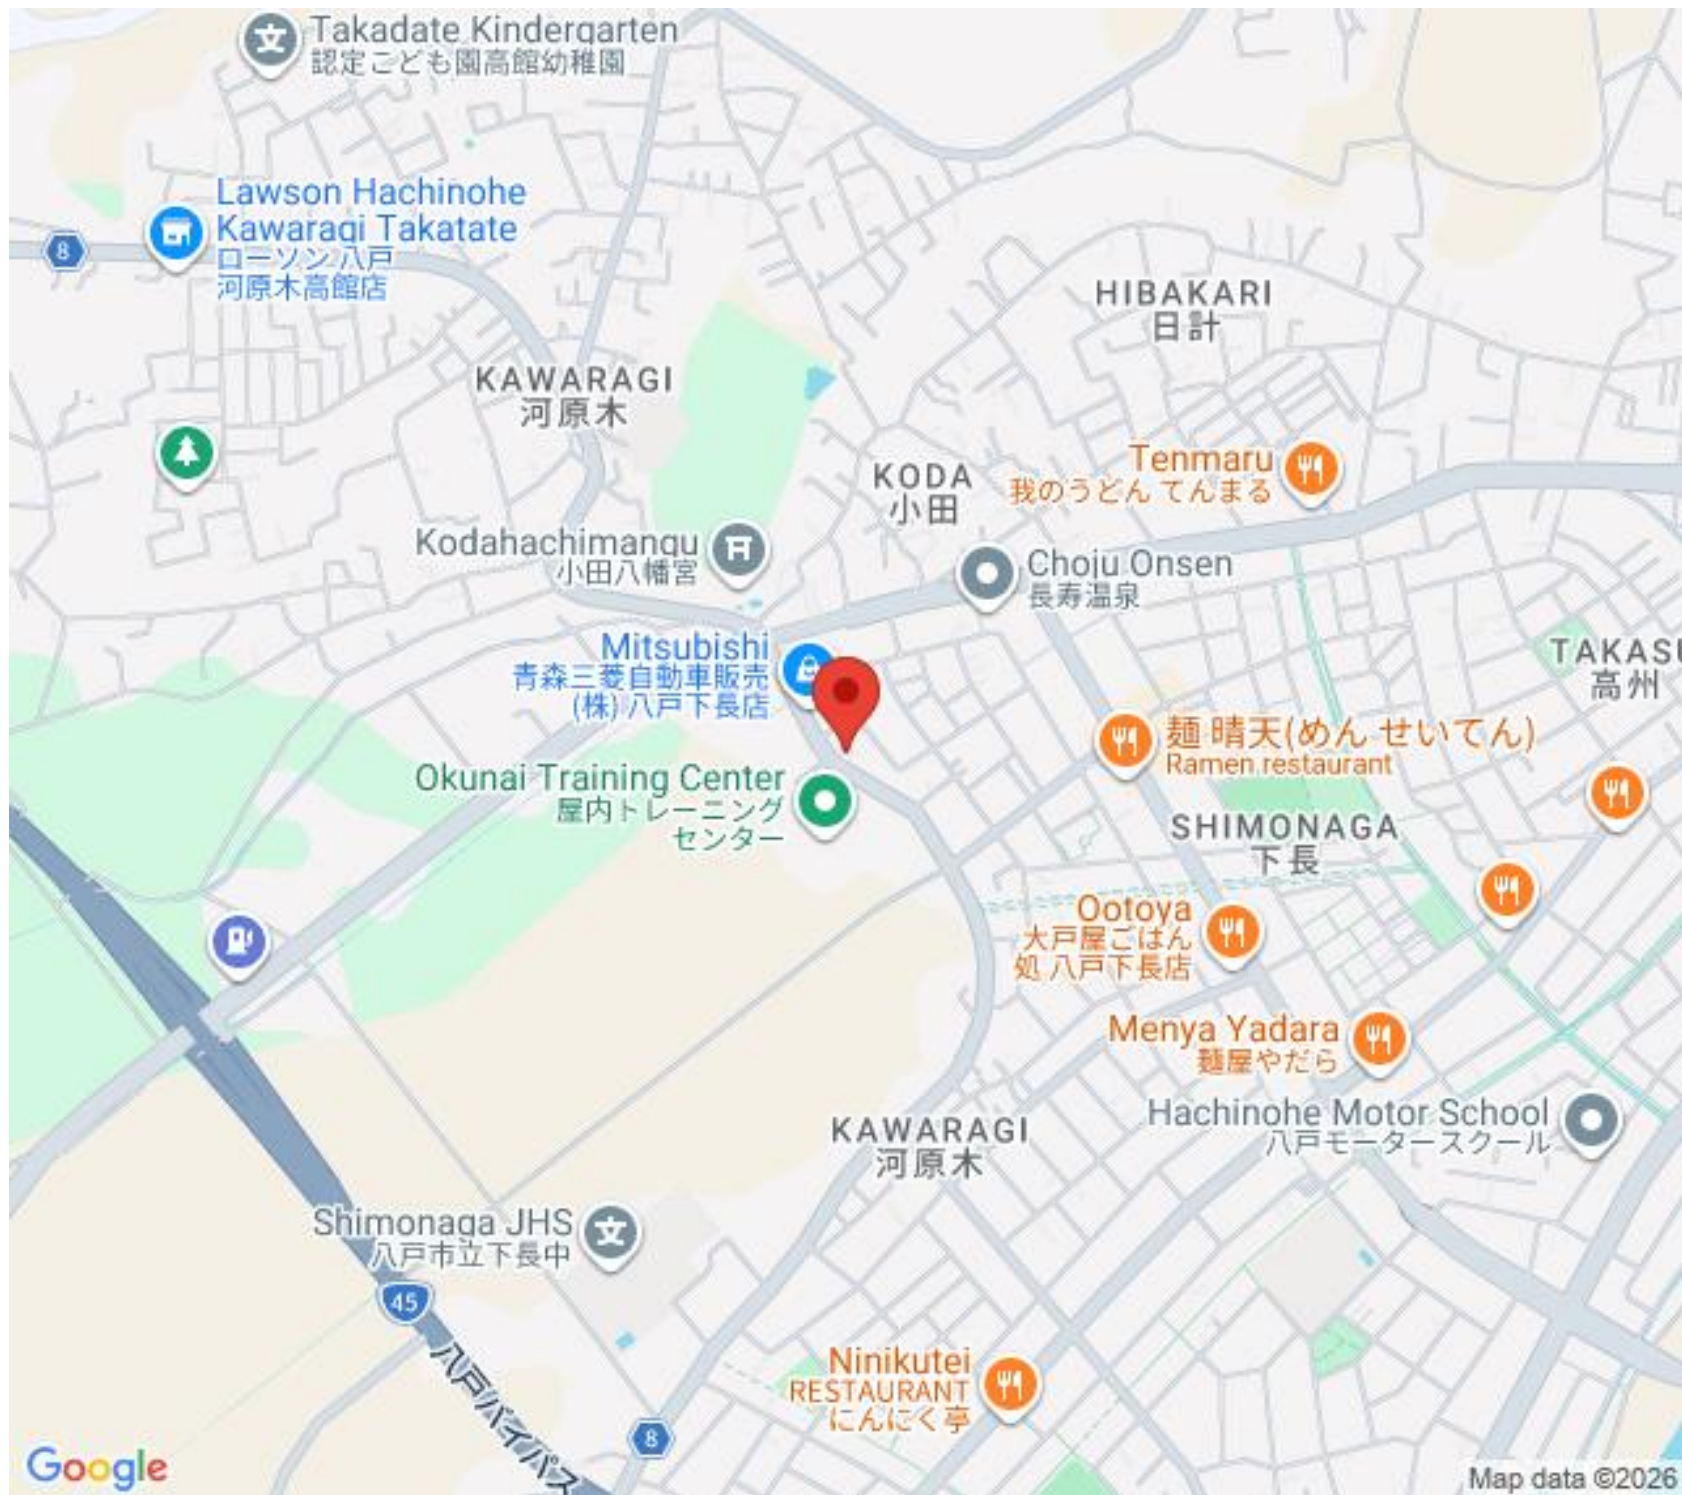 Takadate Kindergarten
認定こども園高館幼稚園
Lawson Hachinohe
Kawaragi Takatate
ローソン 八戸
河原木高館店
8
HIBAKARI
日計
KAWARAGI
河原木
KODA
小田
Tenmaru
我のうどん てんまる
Kodahachimangu
小田八幡宮
Choju Onsen
長寿温泉
Mitsubishi
青森三菱自動車販売
(株) 八戸下長店
TAKASU
高州
麺 晴天(めん せいてん)
Ramen restaurant
Okunai Training Center
屋内トレーニング
センター
SHIMONAGA
下長
Ootoya
大戸屋ごはん
処 八戸下長店
Menya Yadara
麺屋やだら
Hachinohe Motor School
八戸モータースクール
KAWARAGI
河原木
Shimonaga JHS
八戸市立下長中
文
文
45
八戸バイパス
Ninikutei
RESTAURANT
にんにく亭
8
Google
Map data ©2026